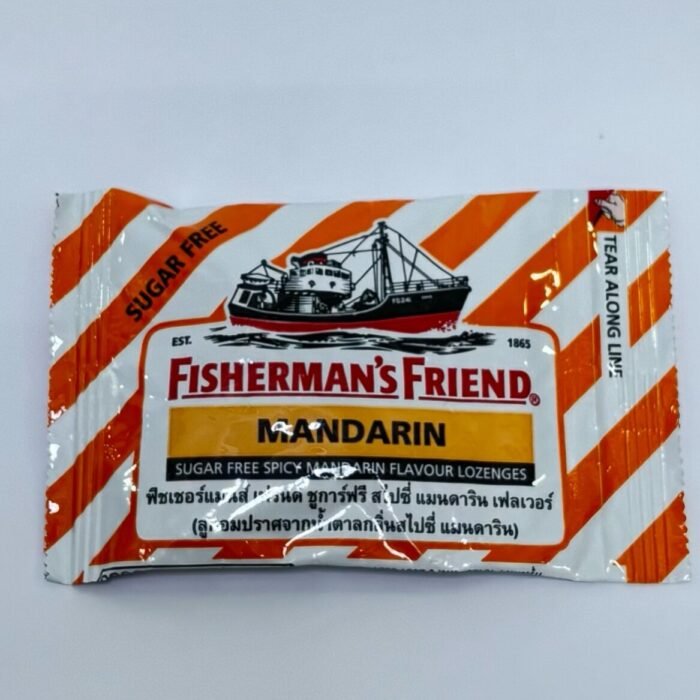 SUGAR FREE
TEAR ALONG LINE
EST. 1865
FISHERMAN'S FRIEND®
MANDARIN
SUGAR FREE SPICY MANDARIN FLAVOUR LOZENGES
ฟิชเชอร์แมนส์ เฟรนด์ ชูการ์ฟรี สไปซี่ แมนดาริน เฟลเวอร์
(ลูกอมปราศจากน้ำตาลกลิ่นสไปซี่ แมนดาริน)